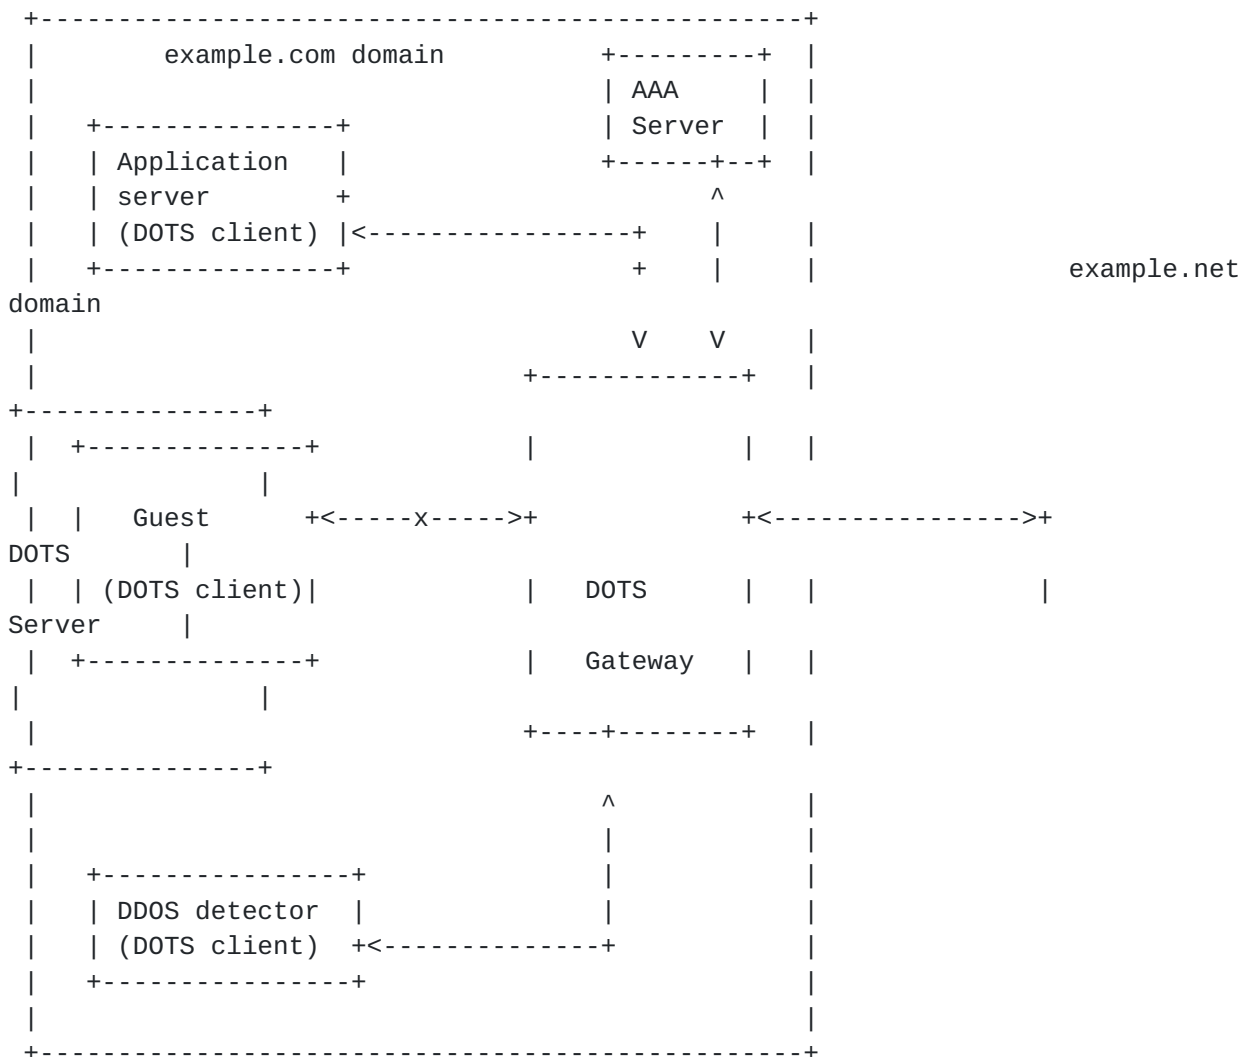 example.com domain
AAA
Server
Application
server
(DOTS client)
example.net
domain
Guest
x
DOTS
(DOTS client)
DOTS
Server
Gateway
DDOS detector
(DOTS client)